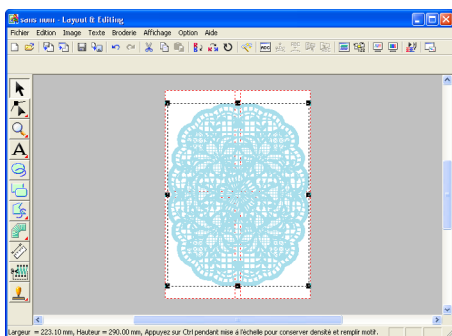 sans nom - Layout & Editing
Fichier Edition Image Texte Broderie Affichage Option Aide
ABC
A
Largeur = 223.10 mm, Hauteur = 290.00 mm, Appuyez sur Ctrl pendant mise à l'échelle pour conserver densité et remplir motif.